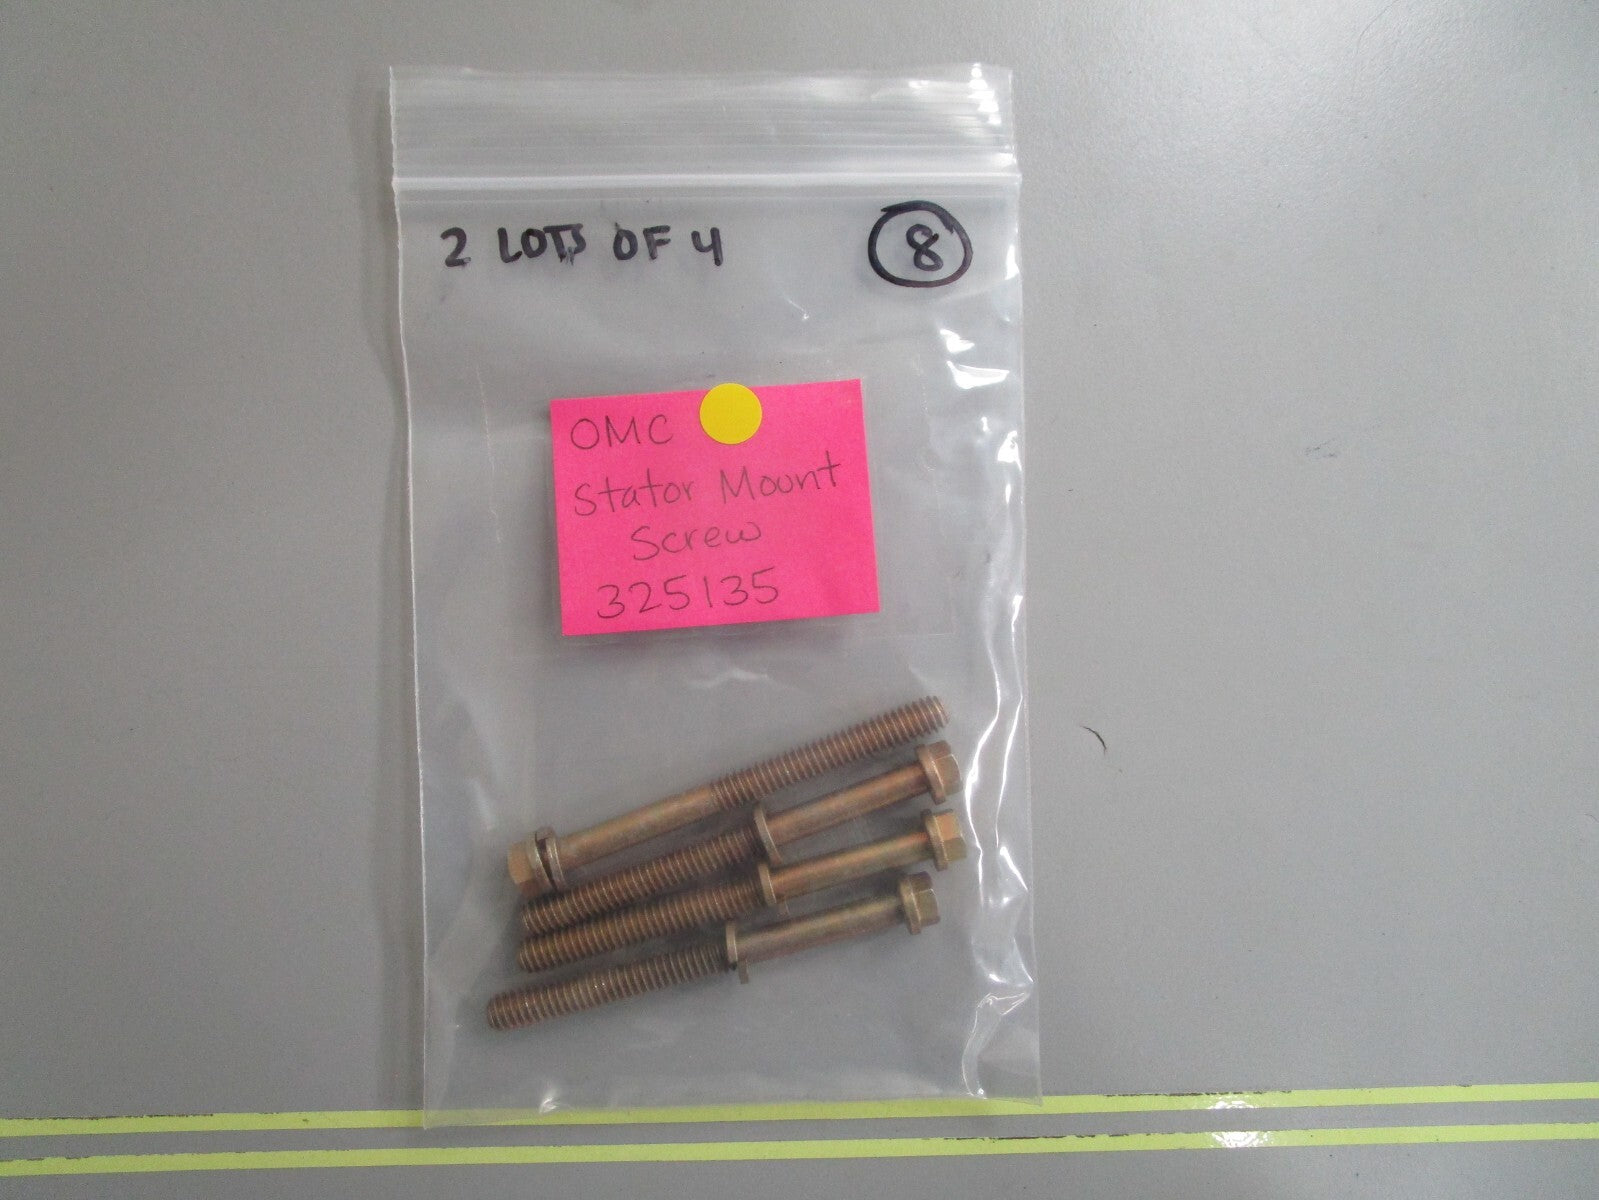 2 LOTS OF 4
8
OMC
Stator Mount
Screw
325135